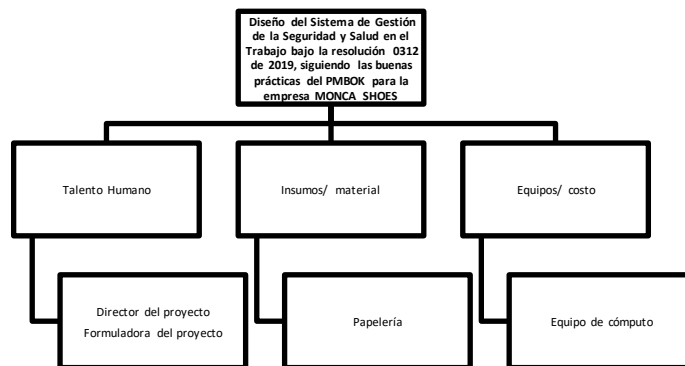 Diseño del Sistema de Gestión
de la Seguridad y Salud en el
Trabajo bajo la resolución 0312
de 2019, siguiendo las buenas
prácticas del PMBOK para la
empresa MONCA SHOES
Talento Humano
Insumos/ material
Equipos/ costo
Director del proyecto
Formuladora del proyecto
Papelería
Equipo de cómputo